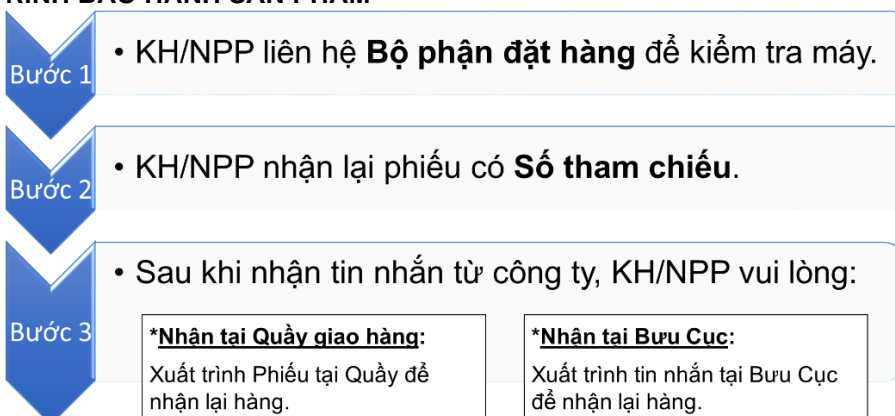 Bước 1
• KH/NPP liên hệ Bộ phận đặt hàng để kiểm tra máy.
Bước 2
• KH/NPP nhận lại phiếu có Số tham chiếu.
Bước 3
• Sau khi nhận tin nhắn từ công ty, KH/NPP vui lòng:
*Nhận tại Quầy giao hàng:
Xuất trình Phiếu tại Quầy để
nhận lại hàng.
*Nhận tại Bưu Cục:
Xuất trình tin nhắn tại Bưu Cục
để nhận lại hàng.